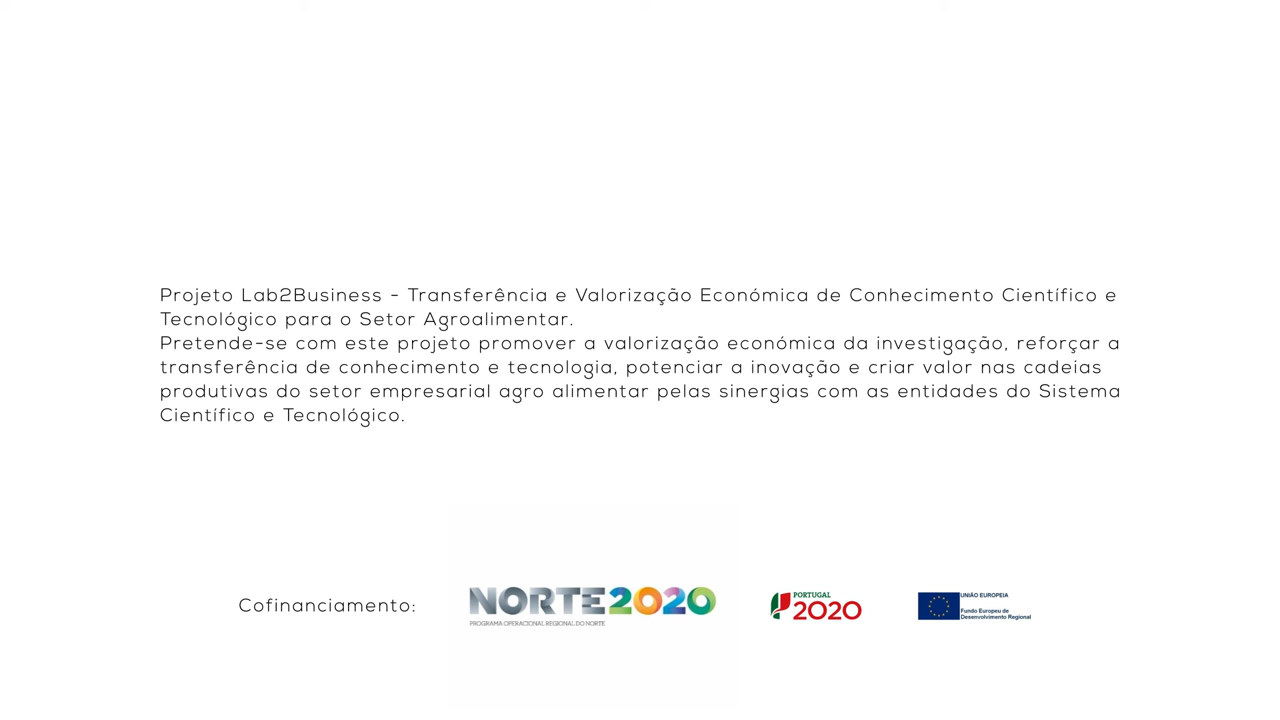 Projeto Lab2Business - Transferência e Valorização Económica de Conhecimento Científico e
Tecnológico para o Setor Agroalimentar.
Pretende-se com este projeto promover a valorização económica da investigação, reforçar a
transferência de conhecimento e tecnologia, potenciar a inovação e criar valor nas cadeias
produtivas do setor empresarial agro alimentar pelas sinergias com as entidades do Sistema
Científico e Tecnológico.
Cofinanciamento:
NORTE2020
PROGRAMA OPERACIONAL REGIONAL DO NORTE
PORTUGAL
2020
UNIÃO EUROPEIA
Fundo Europeu de
Desenvolvimento Regional